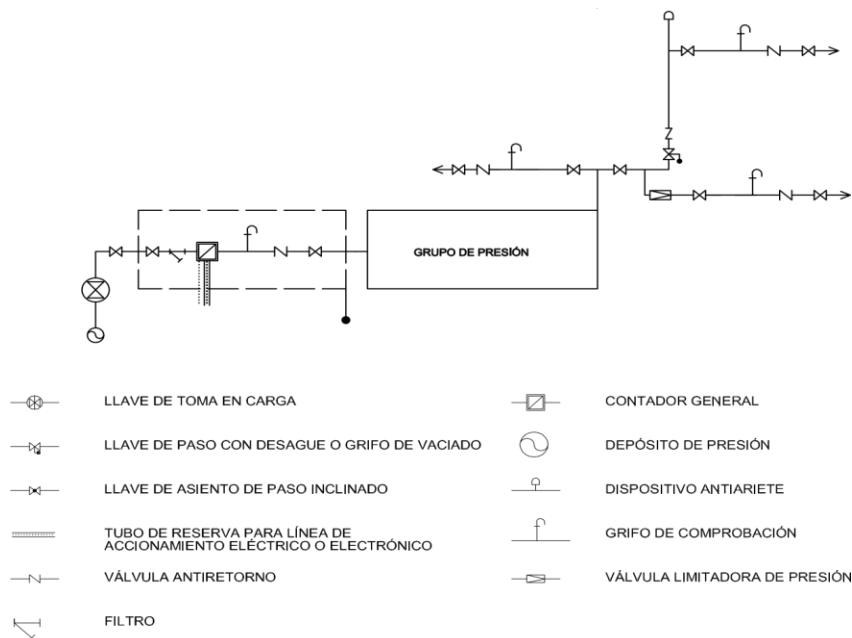 GRUPO DE PRESIÓN
LLAVE DE TOMA EN CARGA
LLAVE DE PASO CON DESAGUE O GRIFO DE VACIADO
LLAVE DE ASIENTO DE PASO INCLINADO
TUBO DE RESERVA PARA LÍNEA DE
ACCIONAMIENTO ELÉCTRICO O ELECTRÓNICO
VÁLVULA ANTIRETORNO
FILTRO
CONTADOR GENERAL
DEPÓSITO DE PRESIÓN
DISPOSITIVO ANTIARIETE
GRIFO DE COMPROBACIÓN
VÁLVULA LIMITADORA DE PRESIÓN